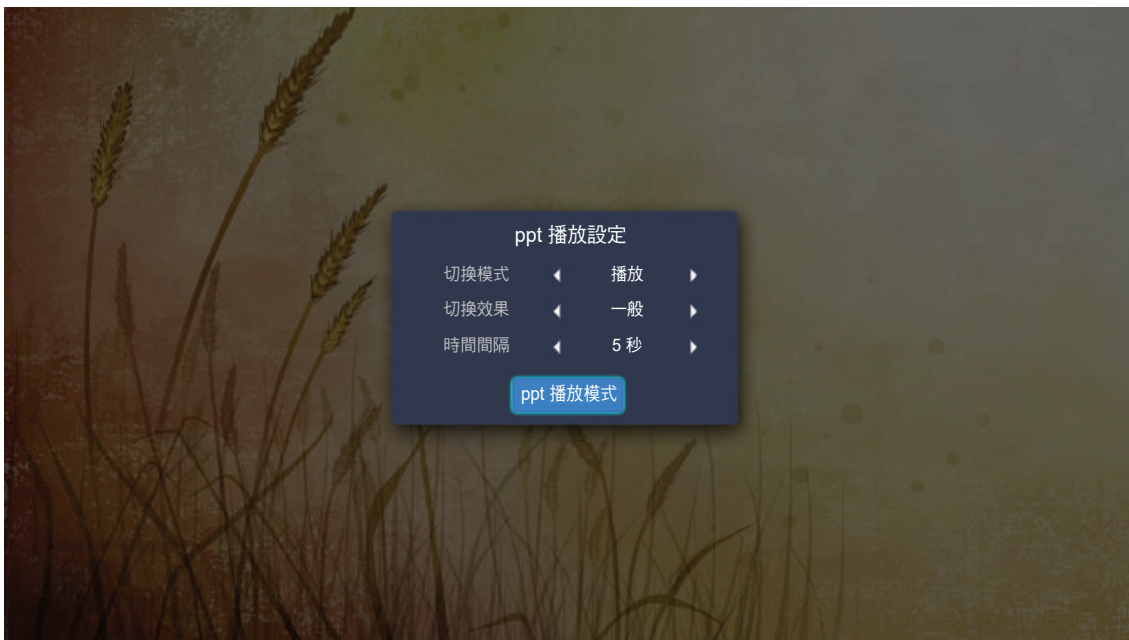 ppt 播放設定
切換模式 播放
切換效果 一般
時間間隔 5 秒
ppt 播放模式